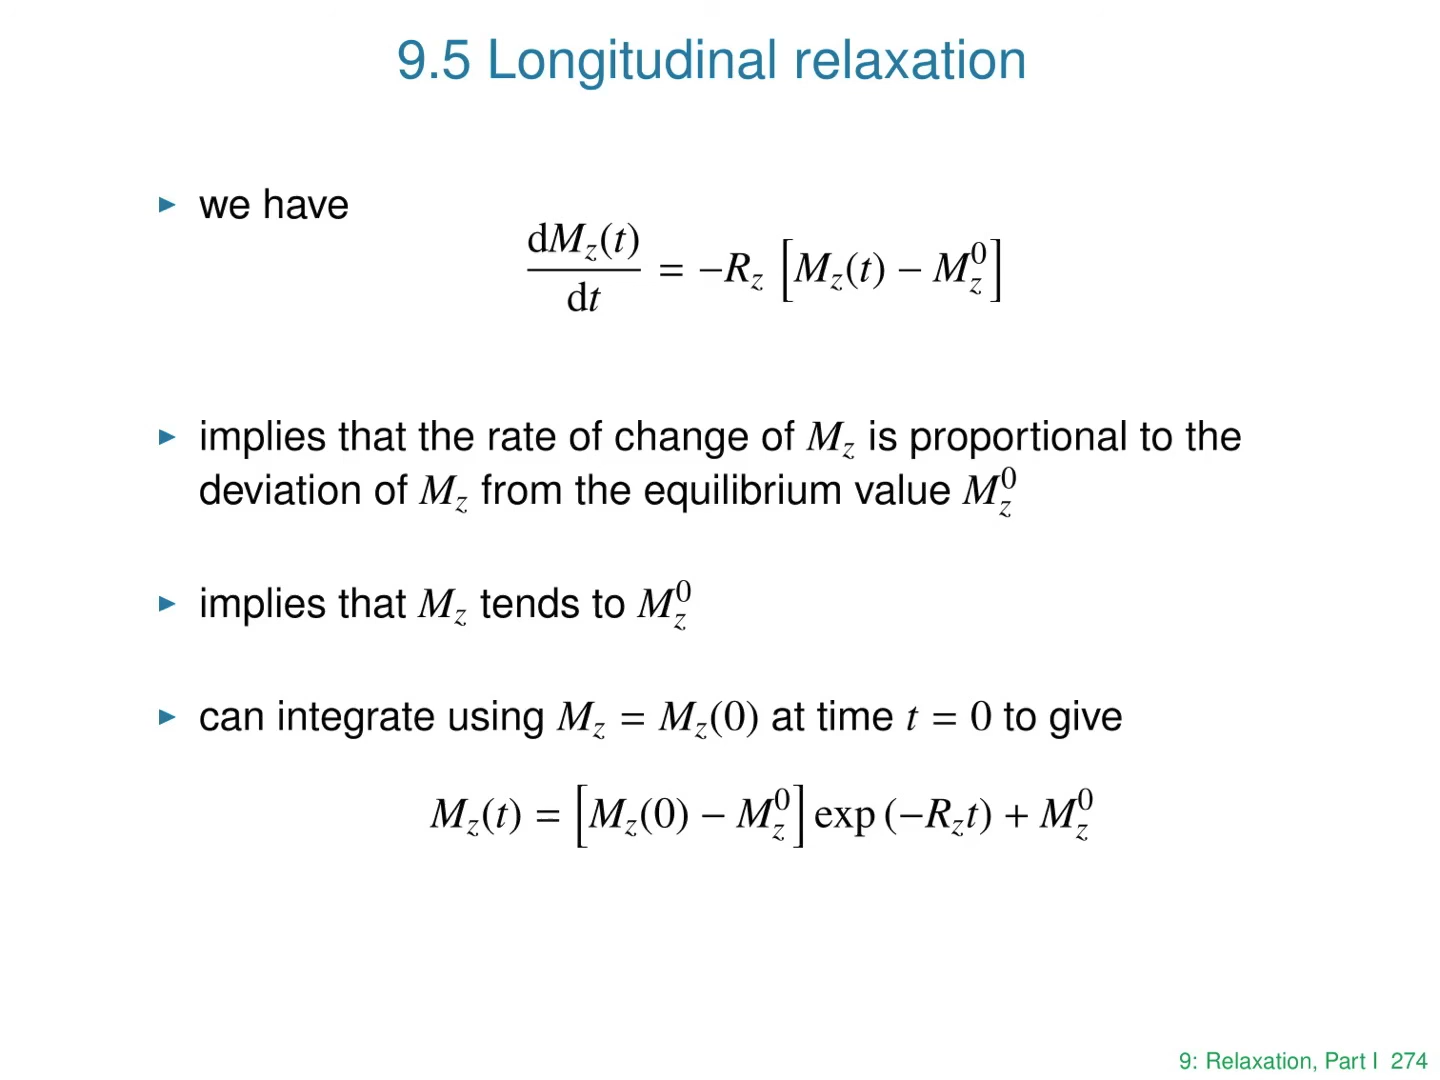 9.5 Longitudinal relaxation
▶ we have
dM_z(t)/dt = −R_z [M_z(t) − M_z^0]
▶ implies that the rate of change of M_z is proportional to the
deviation of M_z from the equilibrium value M_z^0
▶ implies that M_z tends to M_z^0
▶ can integrate using M_z = M_z(0) at time t = 0 to give
M_z(t) = [M_z(0) − M_z^0] exp (−R_z t) + M_z^0
9: Relaxation, Part I 274